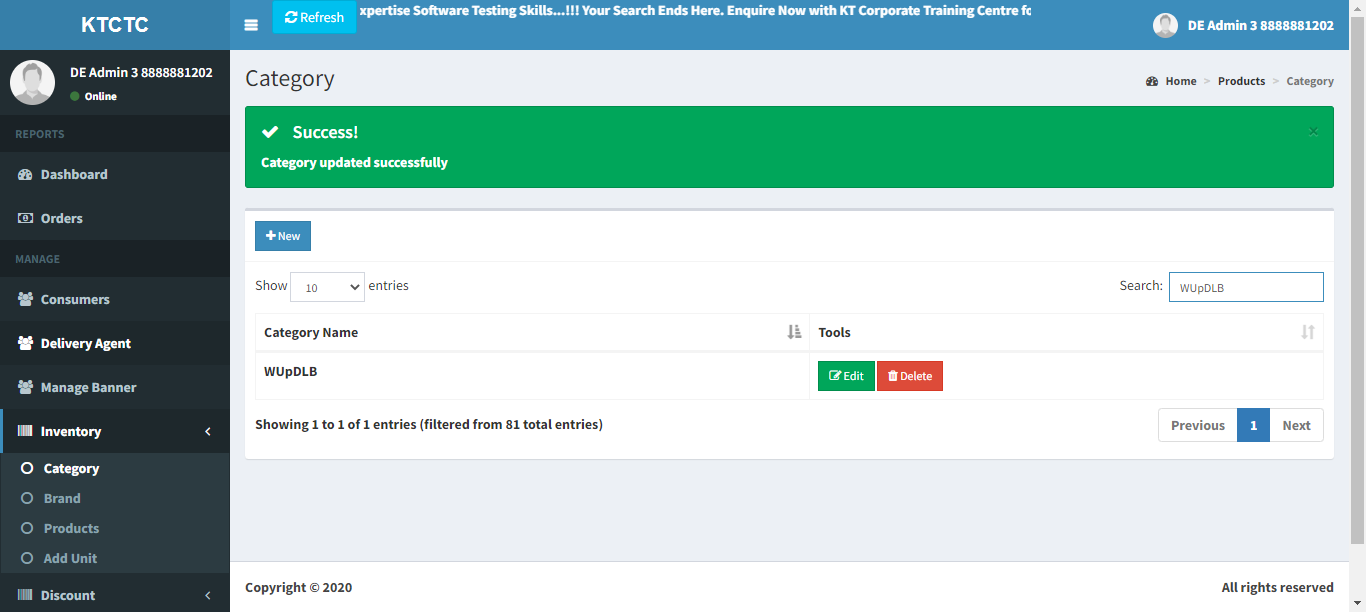 KTCTC
Refresh
xpertise Software Testing Skills...!!! Your Search Ends Here. Enquire Now with KT Corporate Training Centre fo
DE Admin 3 8888881202
DE Admin 3 8888881202
Online
REPORTS
Dashboard
Orders
MANAGE
Consumers
Delivery Agent
Manage Banner
Inventory
Category
Brand
Products
Add Unit
Discount
Category
Home > Products > Category
Success!
×
Category updated successfully
New
Show 10 entries
Search: WUpDLB
Category Name Tools
WUpDLB Edit Delete
Showing 1 to 1 of 1 entries (filtered from 81 total entries)
Previous 1 Next
Copyright © 2020
All rights reserved